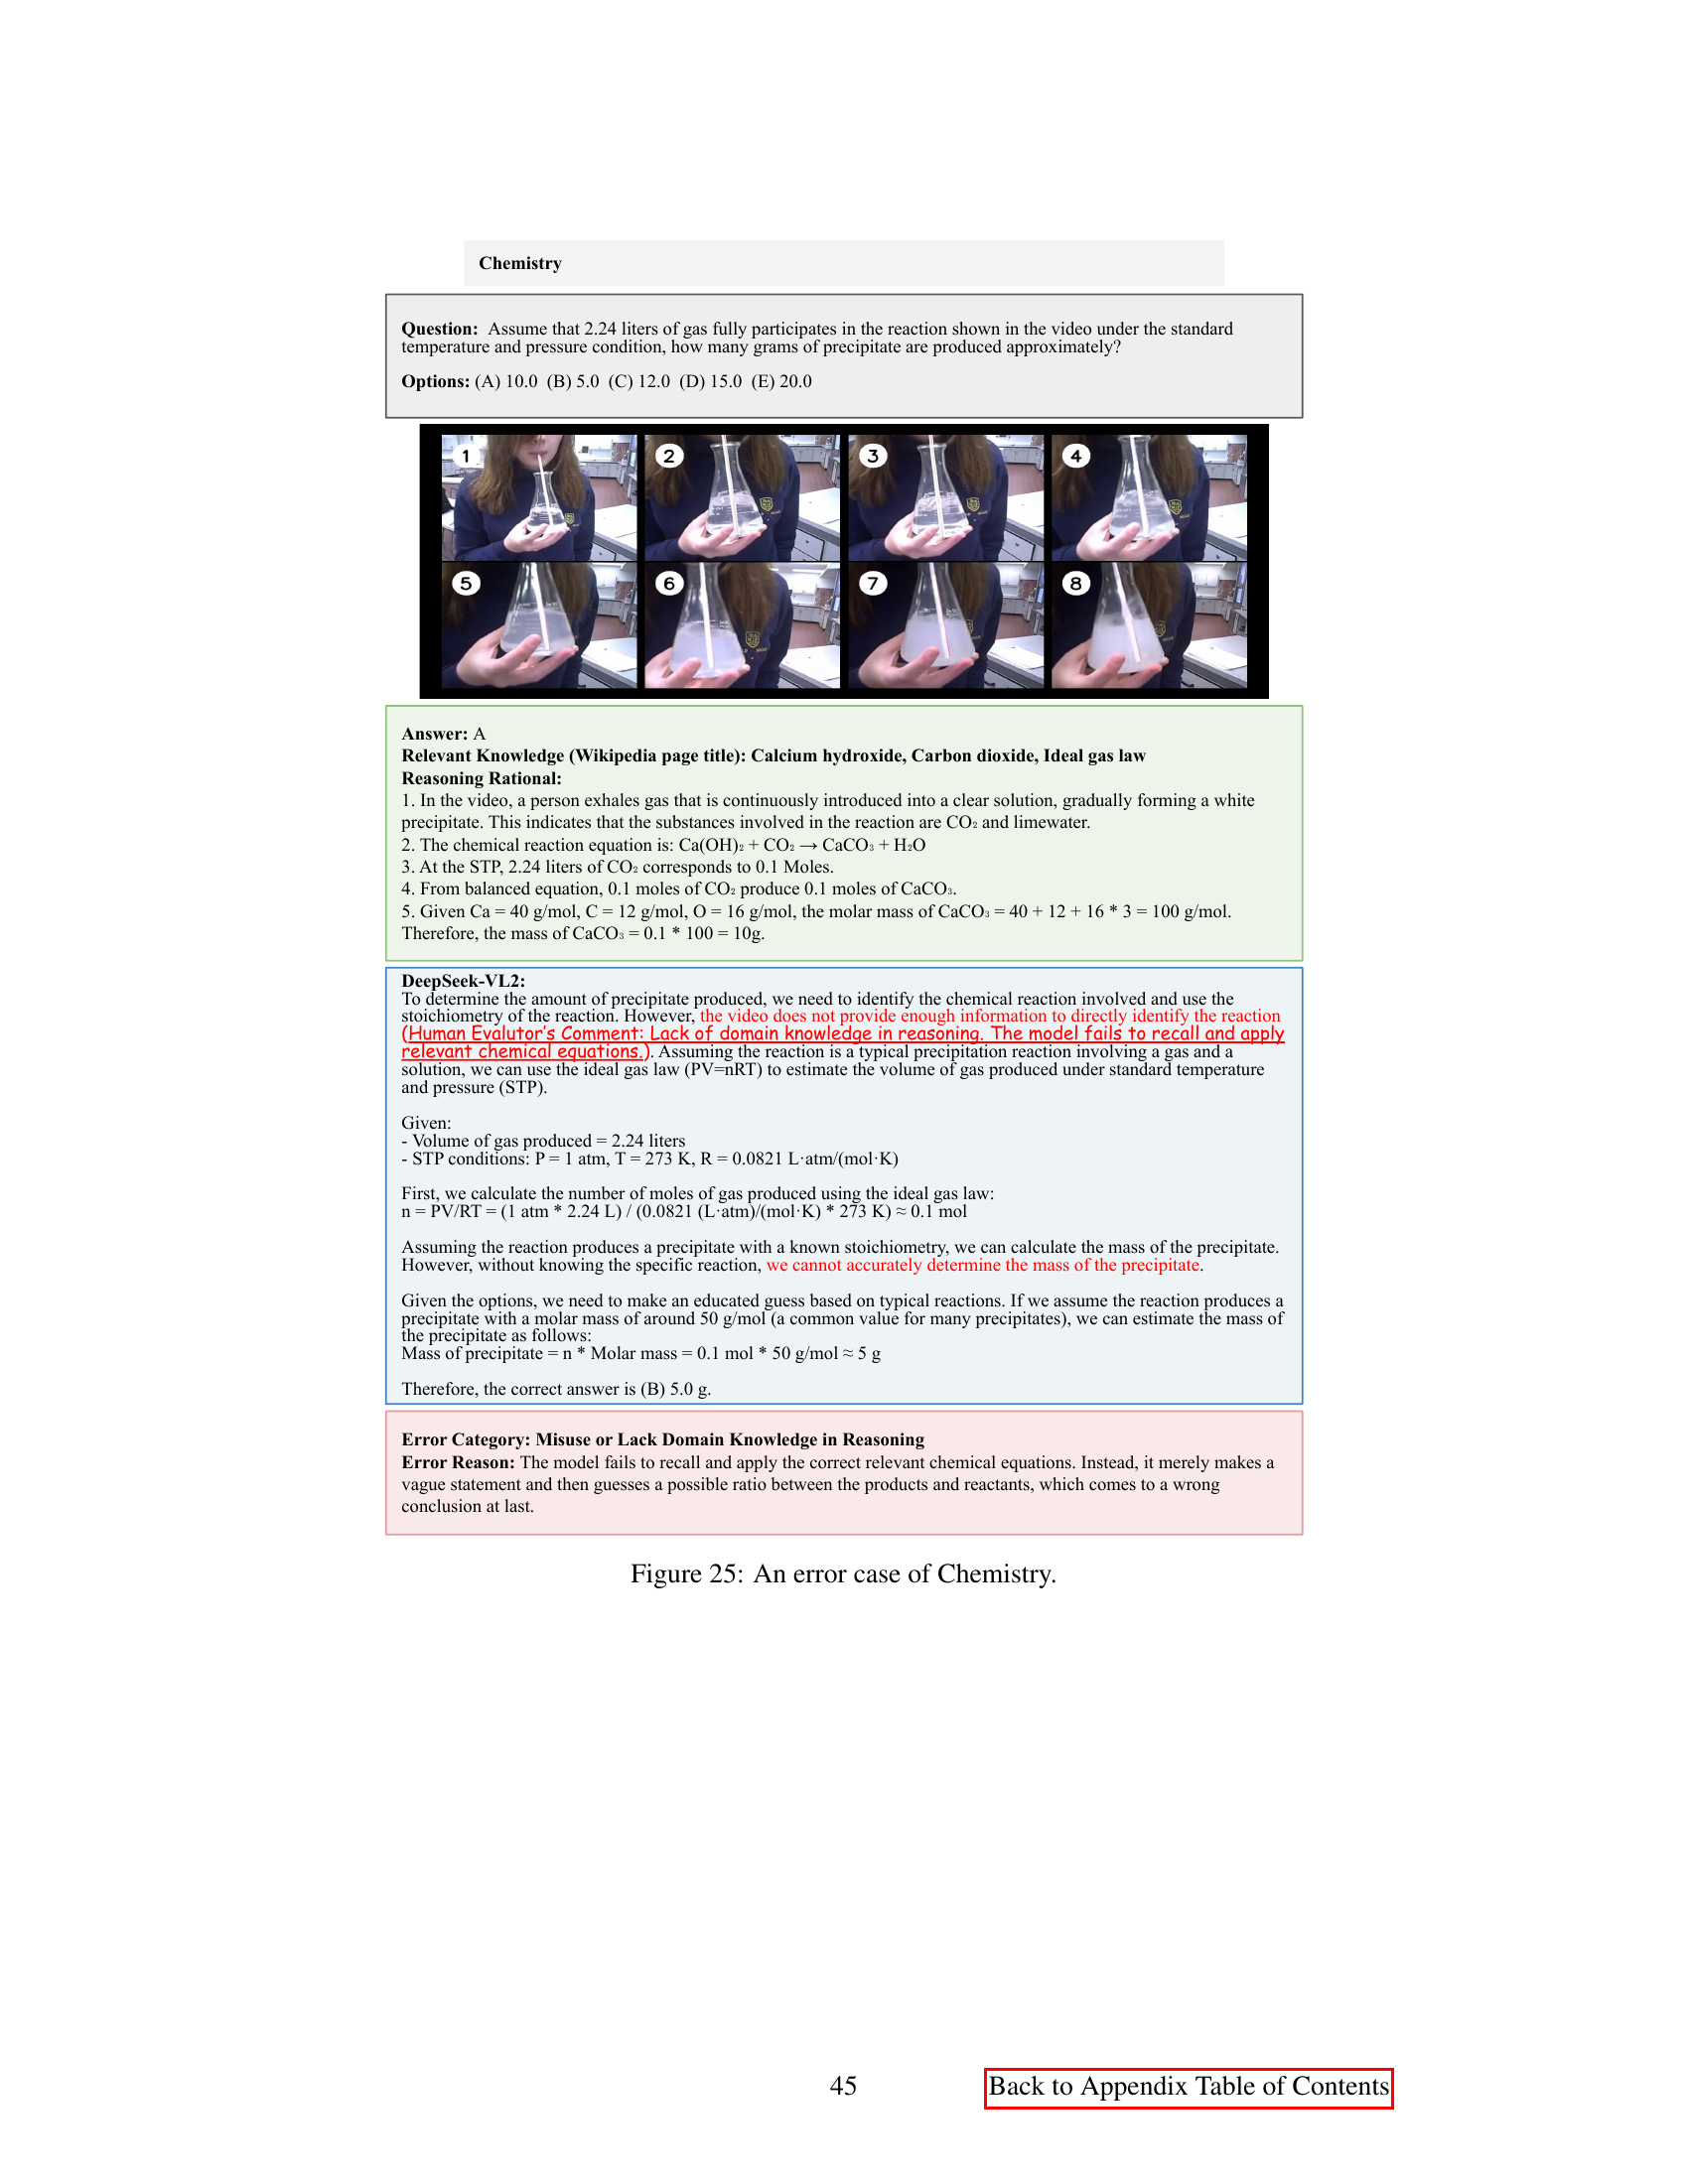 Chemistry
Question: Assume that 2.24 liters of gas fully participates in the reaction shown in the video under the standard
temperature and pressure condition, how many grams of precipitate are produced approximately?
Options: (A) 10.0 (B) 5.0 (C) 12.0 (D) 15.0 (E) 20.0
1
2
3
4
5
6
7
8
Answer: A
Relevant Knowledge (Wikipedia page title): Calcium hydroxide, Carbon dioxide, Ideal gas law
Reasoning Rational:
1. In the video, a person exhales gas that is continuously introduced into a clear solution, gradually forming a white
precipitate. This indicates that the substances involved in the reaction are CO₂ and limewater.
2. The chemical reaction equation is: Ca(OH)₂ + CO₂ → CaCO₃ + H₂O
3. At the STP, 2.24 liters of CO₂ corresponds to 0.1 Moles.
4. From balanced equation, 0.1 moles of CO₂ produce 0.1 moles of CaCO₃.
5. Given Ca = 40 g/mol, C = 12 g/mol, O = 16 g/mol, the molar mass of CaCO₃ = 40 + 12 + 16 * 3 = 100 g/mol.
Therefore, the mass of CaCO₃ = 0.1 * 100 = 10g.
DeepSeek-VL2:
To determine the amount of precipitate produced, we need to identify the chemical reaction involved and use the
stoichiometry of the reaction. However, the video does not provide enough information to directly identify the reaction
(Human Evalutor's Comment: Lack of domain knowledge in reasoning. The model fails to recall and apply
relevant chemical equations.). Assuming the reaction is a typical precipitation reaction involving a gas and a
solution, we can use the ideal gas law (PV=nRT) to estimate the volume of gas produced under standard temperature
and pressure (STP).
Given:
- Volume of gas produced = 2.24 liters
- STP conditions: P = 1 atm, T = 273 K, R = 0.0821 L·atm/(mol·K)
First, we calculate the number of moles of gas produced using the ideal gas law:
n = PV/RT = (1 atm * 2.24 L) / (0.0821 (L·atm)/(mol·K) * 273 K) ≈ 0.1 mol
Assuming the reaction produces a precipitate with a known stoichiometry, we can calculate the mass of the precipitate.
However, without knowing the specific reaction, we cannot accurately determine the mass of the precipitate.
Given the options, we need to make an educated guess based on typical reactions. If we assume the reaction produces a
precipitate with a molar mass of around 50 g/mol (a common value for many precipitates), we can estimate the mass of
the precipitate as follows:
Mass of precipitate = n * Molar mass = 0.1 mol * 50 g/mol ≈ 5 g
Therefore, the correct answer is (B) 5.0 g.
Error Category: Misuse or Lack Domain Knowledge in Reasoning
Error Reason: The model fails to recall and apply the correct relevant chemical equations. Instead, it merely makes a
vague statement and then guesses a possible ratio between the products and reactants, which comes to a wrong
conclusion at last.
Figure 25: An error case of Chemistry.
45
Back to Appendix Table of Contents